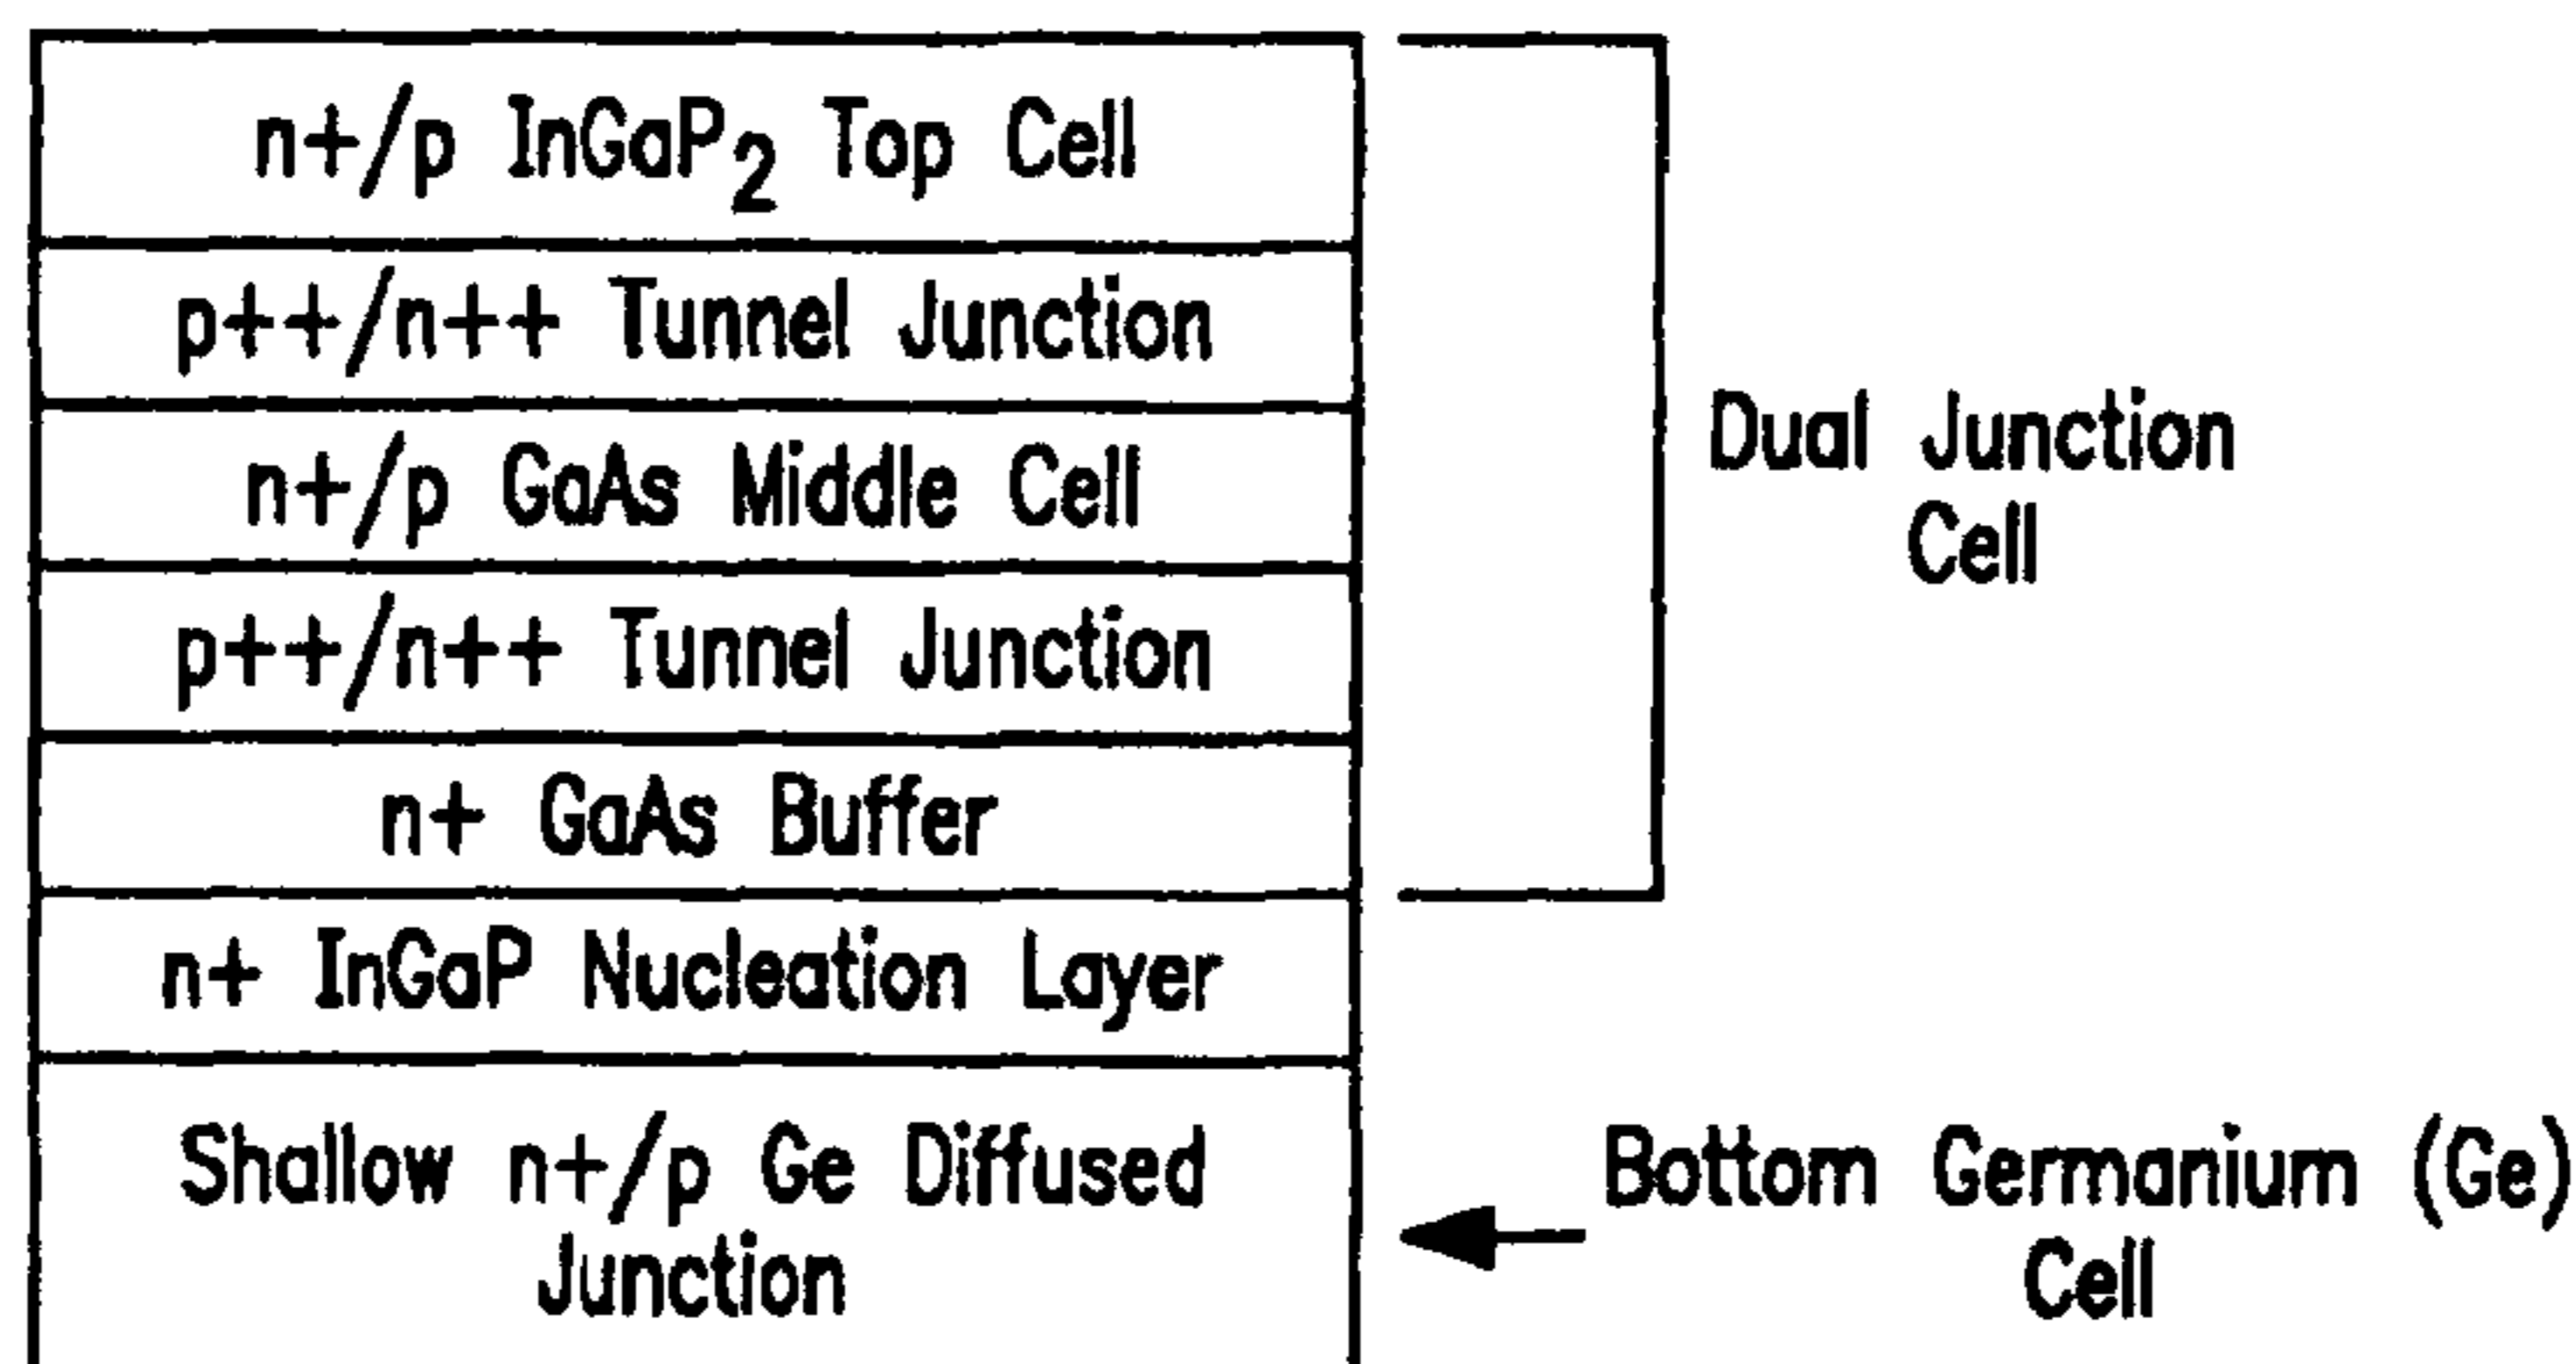 n+/p InGaP2 Top Cell
p++/n++ Tunnel Junction
n+/p GaAs Middle Cell
p++/n++ Tunnel Junction
n+ GaAs Buffer
n+ InGaP Nucleation Layer
Shallow n+/p Ge Diffused
Junction
Dual Junction
Cell
Bottom Germanium (Ge)
Cell